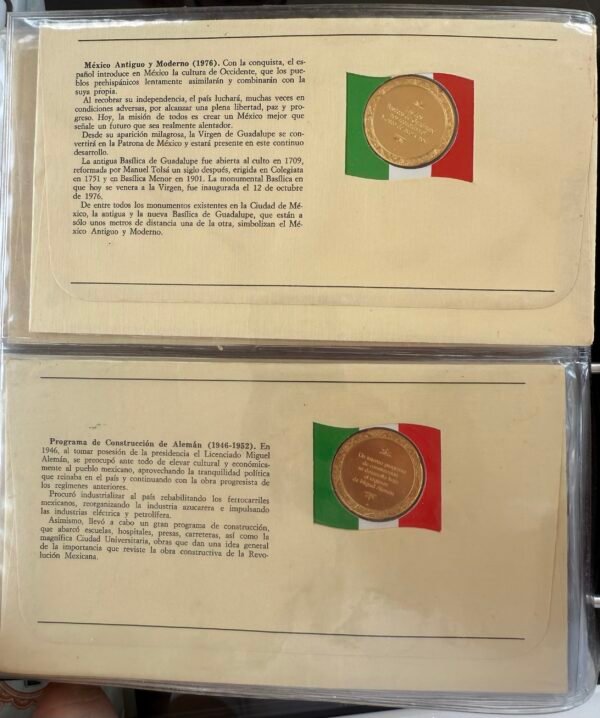 México Antiguo y Moderno (1976). Con la conquista, el es-
pañol introduce en México la cultura de Occidente, que los pue-
blos prehispánicos lentamente asimilarán y combinarán con la
suya propia.
Al recobrar su independencia, el país luchará, muchas veces en
condiciones adversas, por alcanzar una plena libertad, paz y pro-
greso. Hoy, la misión de todos es crear un México mejor que
señale un futuro que sea realmente alentador.
Desde su aparición milagrosa, la Virgen de Guadalupe se con-
vertirá en la Patrona de México y estará presente en este continuo
desarrollo.
La antigua Basílica de Guadalupe fue abierta al culto en 1709,
reformada por Manuel Tolsá un siglo después, erigida en Colegiata
en 1751 y en Basílica Menor en 1901. La monumental Basílica en
que hoy se venera a la Virgen, fue inaugurada el 12 de octubre
de 1976.
De entre todos los monumentos existentes en la Ciudad de Mé-
xico, la antigua y la nueva Basílica de Guadalupe, que están a
sólo unos metros de distancia una de la otra, simbolizan el Mé-
xico Antiguo y Moderno.
Programa de Construcción de Alemán (1946-1952). En
1946, al tomar posesión de la presidencia el Licenciado Miguel
Alemán, se preocupó ante todo de elevar cultural y económica-
mente al pueblo mexicano, aprovechando la tranquilidad política
que reinaba en el país y continuando con la obra progresista de
los regímenes anteriores.
Procuró industrializar al país rehabilitando los ferrocarriles
mexicanos, reorganizando la industria azucarera e impulsando
las industrias eléctrica y petrolífera.
Asimismo, llevó a cabo un gran programa de construcción,
que abarcó escuelas, hospitales, presas, carreteras, así como la
magnífica Ciudad Universitaria, obras que dan una idea general
de la importancia que reviste la obra constructiva de la Revo-
lución Mexicana.
Un intenso programa
de construcción
se desarrolla bajo
el régimen
de Miguel Alemán